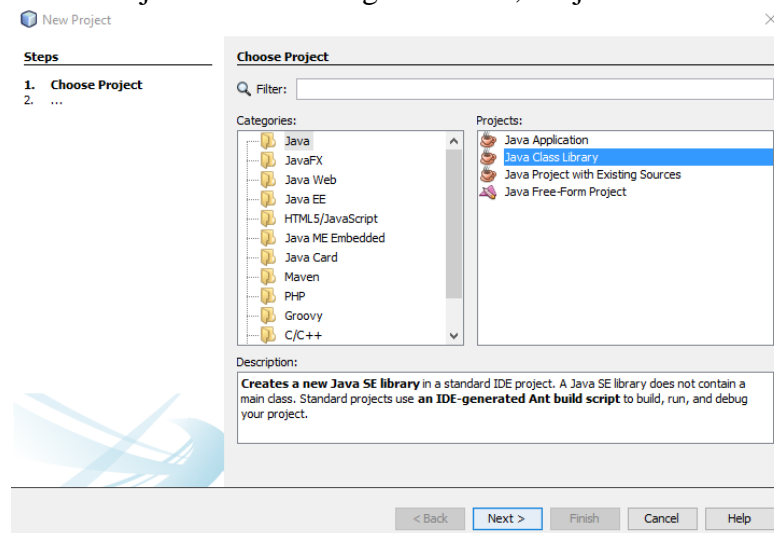 New Project
Steps
1. Choose Project
2. ...
Choose Project
Filter:
Categories:
Java
JavaFX
Java Web
Java EE
HTML5/JavaScript
Java ME Embedded
Java Card
Maven
PHP
Groovy
C/C++
Projects:
Java Application
Java Class Library
Java Project with Existing Sources
Java Free-Form Project
Description:
Creates a new Java SE library in a standard IDE project. A Java SE library does not contain a
main class. Standard projects use an IDE-generated Ant build script to build, run, and debug
your project.
< Back
Next >
Finish
Cancel
Help